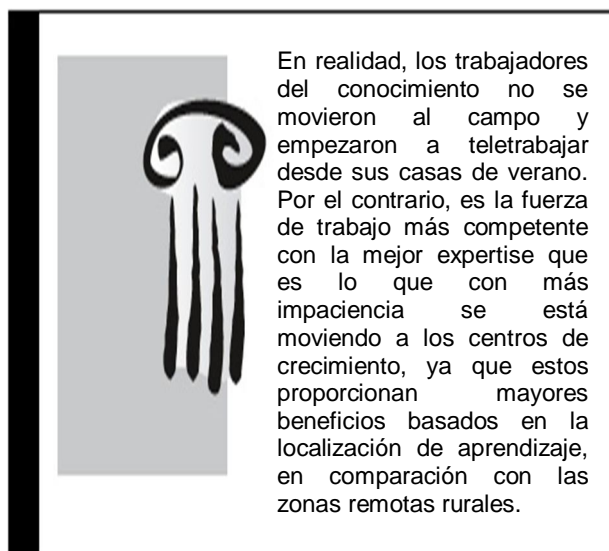 En realidad, los trabajadores
del conocimiento no se
movieron al campo y
empezaron a teletrabajar
desde sus casas de verano.
Por el contrario, es la fuerza
de trabajo más competente
con la mejor expertise que
es lo que con más
impaciencia se está
moviendo a los centros de
crecimiento, ya que estos
proporcionan mayores
beneficios basados en la
localización de aprendizaje,
en comparación con las
zonas remotas rurales.